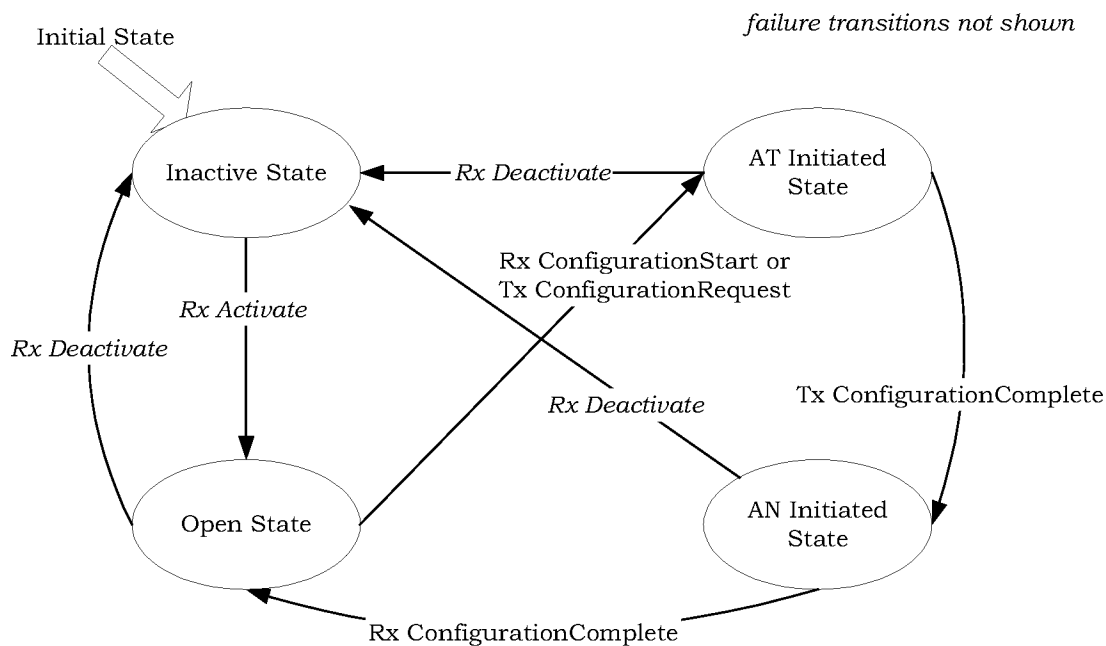 failure transitions not shown
Initial State
Inactive State
AT Initiated
State
Rx Deactivate
Rx ConfigurationStart or
Tx ConfigurationRequest
Rx Activate
Rx Deactivate
Tx ConfigurationComplete
Rx Deactivate
Open State
AN Initiated
State
Rx ConfigurationComplete